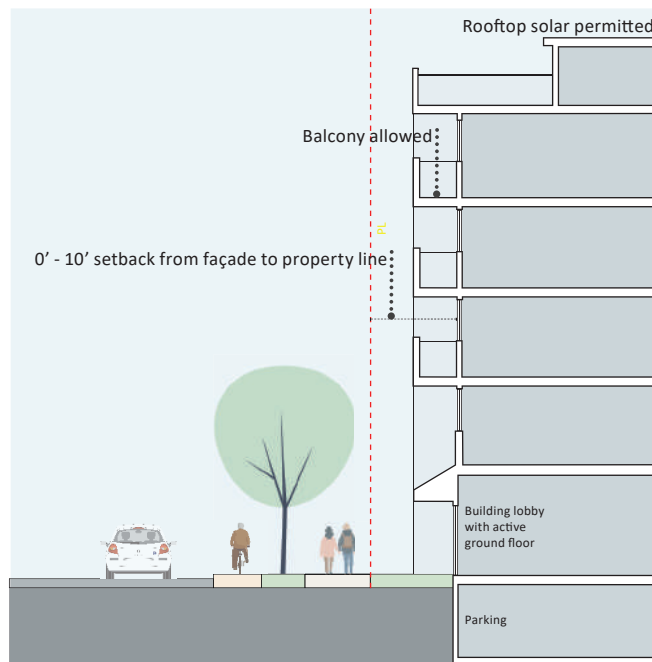 Rooftop solar permitted
Balcony allowed
PL
0’ - 10’ setback from façade to property line
Building lobby
with active
ground floor
Parking